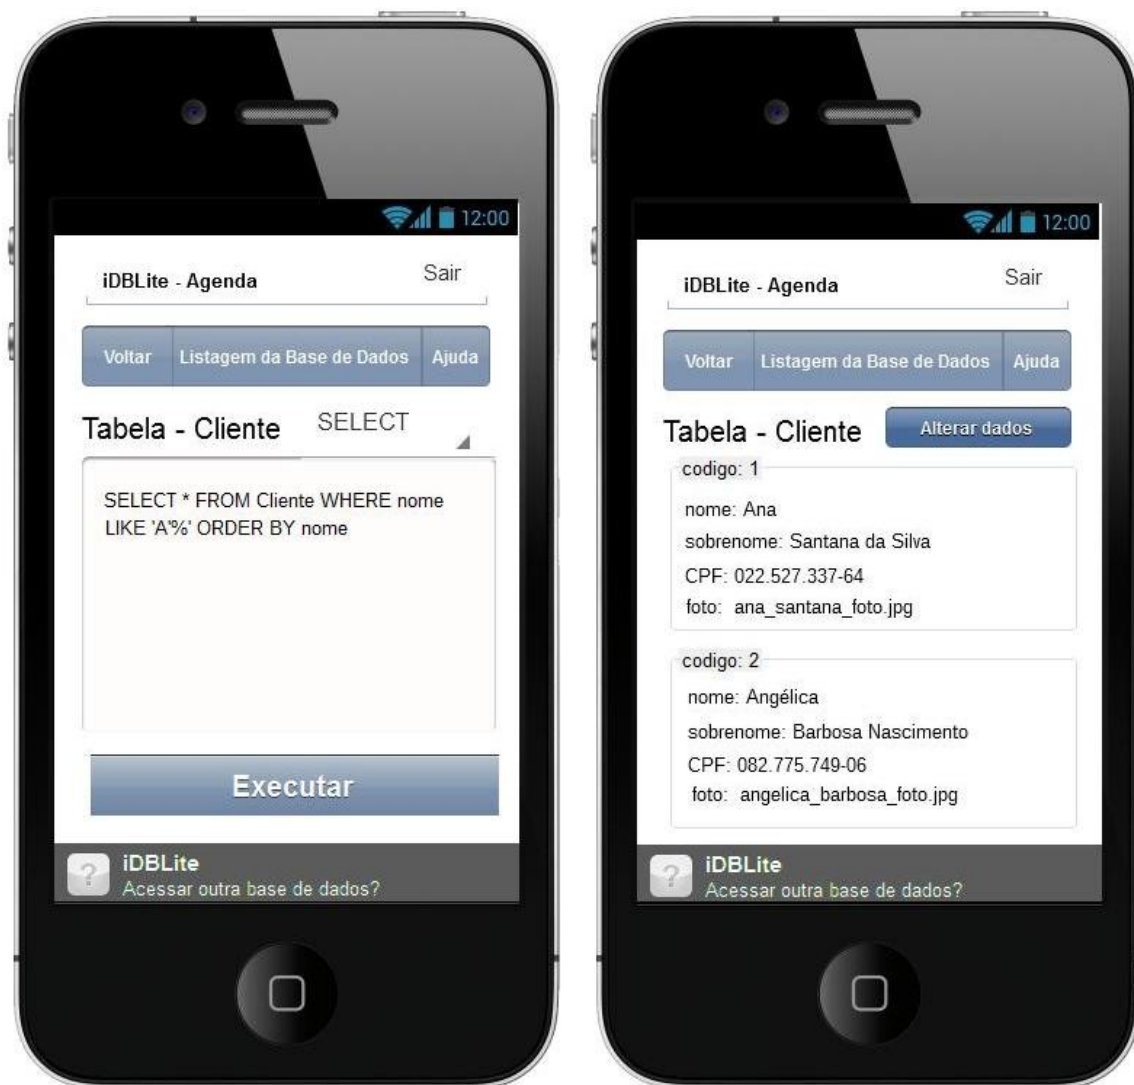 12:00
iDBLite - Agenda
Sair
Voltar
Listagem da Base de Dados
Ajuda
Tabela - Cliente
SELECT
SELECT * FROM Cliente WHERE nome
LIKE 'A'%' ORDER BY nome
Executar
?
iDBLite
Acessar outra base de dados?
12:00
iDBLite - Agenda
Sair
Voltar
Listagem da Base de Dados
Ajuda
Tabela - Cliente
Alterar dados
codigo: 1
nome: Ana
sobrenome: Santana da Silva
CPF: 022.527.337-64
foto: ana_santana_foto.jpg
codigo: 2
nome: Angélica
sobrenome: Barbosa Nascimento
CPF: 082.775.749-06
foto: angelica_barbosa_foto.jpg
?
iDBLite
Acessar outra base de dados?